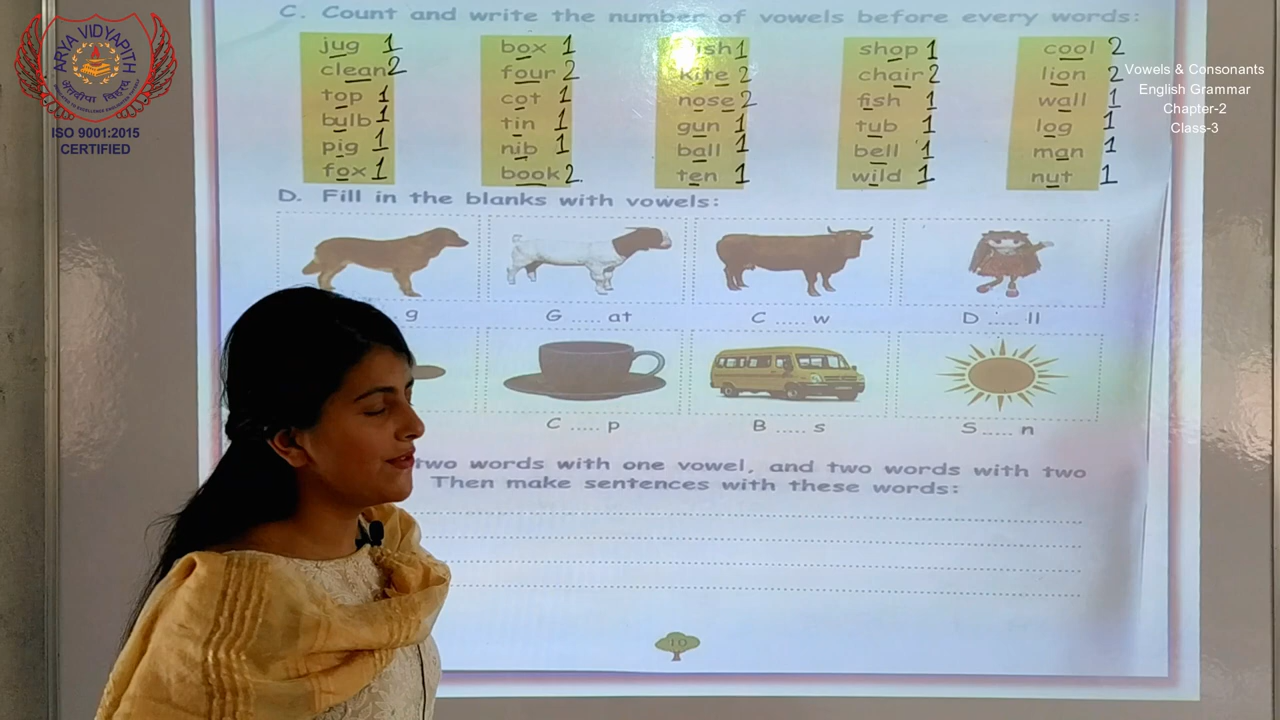 ARYA VIDYAPITH
ISO 9001:2015
CERTIFIED
Vowels & Consonants
English Grammar
Chapter-2
Class-3
C. Count and write the number of vowels before every words:
jug 1 box 1 ish 1 shop 1 cool 2
clean 2 four 2 kite 2 chair 2 lion 2
top 1 cot 1 nose 2 fish 1 wall 1
bulb 1 tin 1 gun 1 tub 1 log 1
pig 1 nib 1 ball 1 bell 1 man 1
fox 1 book 2. ten 1 wild 1 nut 1
D. Fill in the blanks with vowels:
. g G ..... at C ..... w D ..... ll
C ..... p B ..... s S ..... n
two words with one vowel, and two words with two
Then make sentences with these words:
10